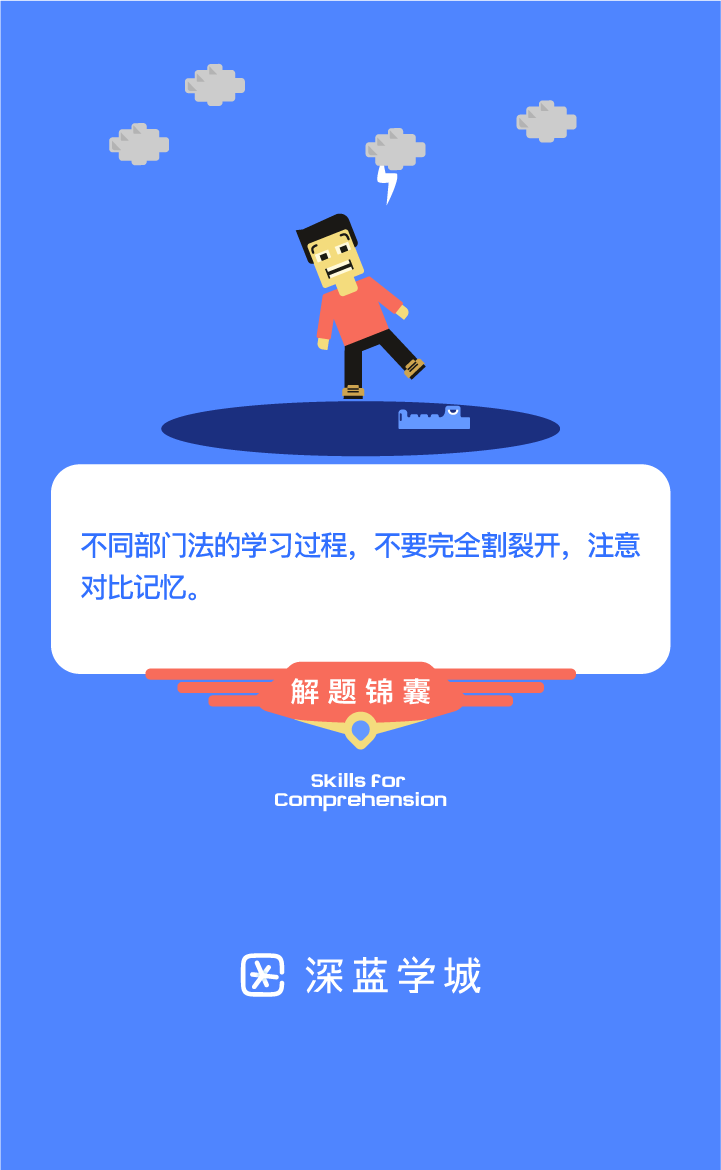 不同部门法的学习过程，不要完全割裂开，注意
对比记忆。
解题锦囊
Skills for
Comprehension
深蓝学城